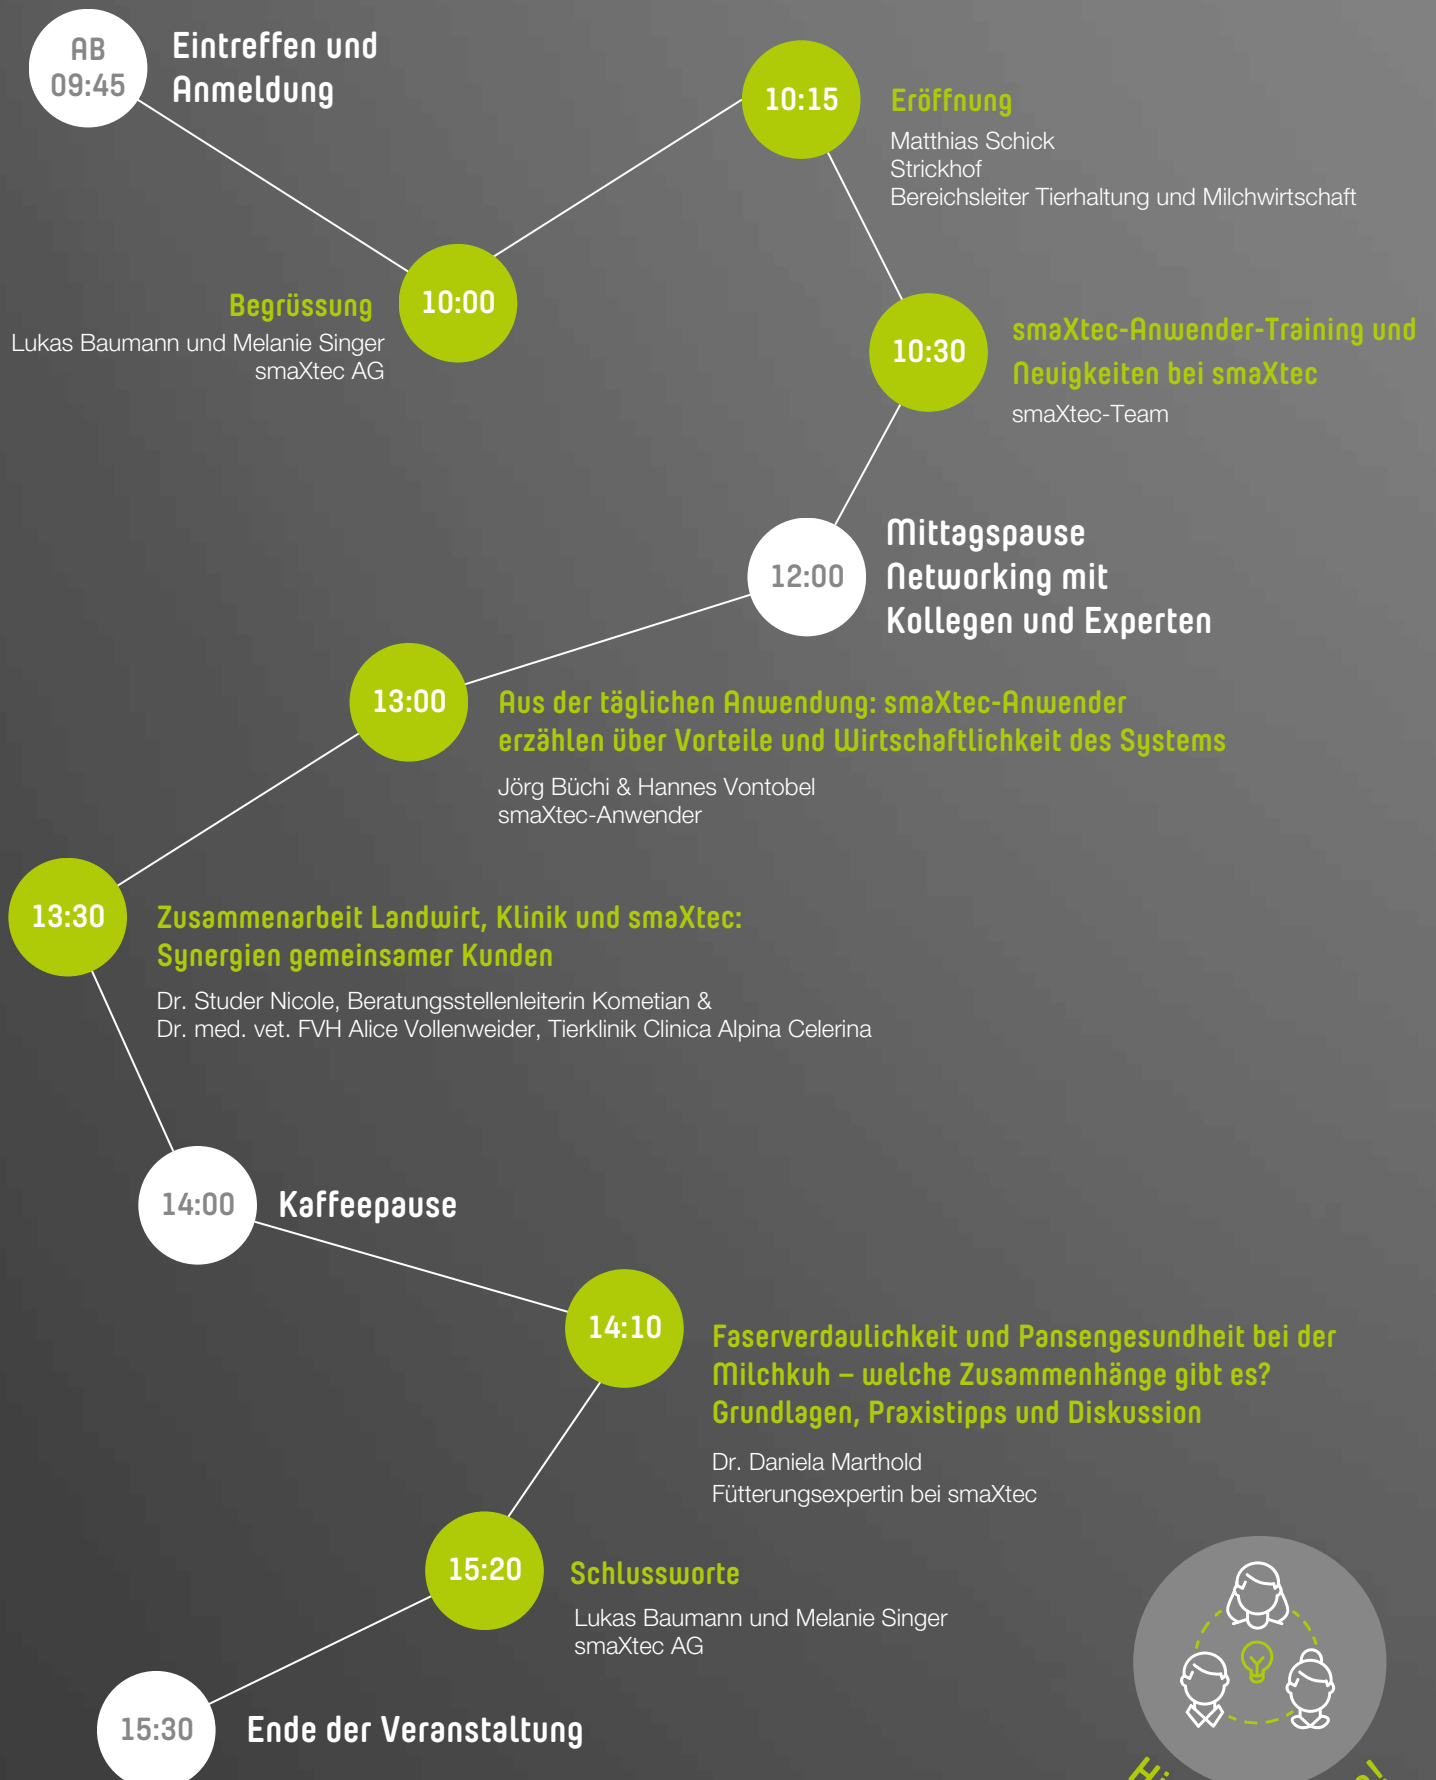 AB
09:45
Eintreffen und
Anmeldung
10:00
Begrüssung
Lukas Baumann und Melanie Singer
smaXtec AG
10:15
Eröffnung
Matthias Schick
Strickhof
Bereichsleiter Tierhaltung und Milchwirtschaft
10:30
smaXtec-Anwender-Training und
Neuigkeiten bei smaXtec
smaXtec-Team
12:00
Mittagspause
Networking mit
Kollegen und Experten
13:00
Aus der täglichen Anwendung: smaXtec-Anwender
erzählen über Vorteile und Wirtschaftlichkeit des Systems
Jörg Büchi & Hannes Vontobel
smaXtec-Anwender
13:30
Zusammenarbeit Landwirt, Klinik und smaXtec:
Synergien gemeinsamer Kunden
Dr. Studer Nicole, Beratungsstellenleiterin Kometian &
Dr. med. vet. FVH Alice Vollenweider, Tierklinik Clinica Alpina Celerina
14:00
Kaffeepause
14:10
Faserverdaulichkeit und Pansengesundheit bei der
Milchkuh – welche Zusammenhänge gibt es?
Grundlagen, Praxistipps und Diskussion
Dr. Daniela Marthold
Fütterungsexpertin bei smaXtec
15:20
Schlussworte
Lukas Baumann und Melanie Singer
smaXtec AG
15:30
Ende der Veranstaltung